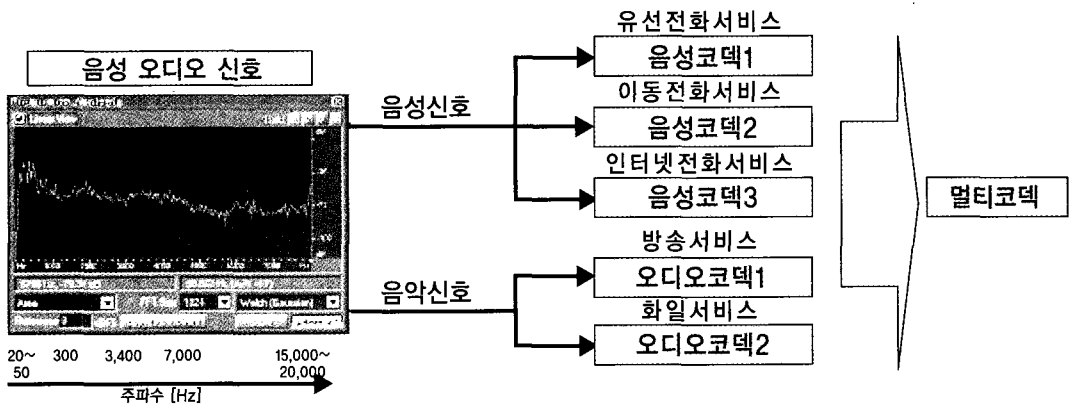 음성 오디오 신호
음성신호
음악신호
유선전화서비스
음성코덱1
이동전화서비스
음성코덱2
인터넷전화서비스
음성코덱3
방송서비스
오디오코덱1
화일서비스
오디오코덱2
멀티코덱
20~ 300 3,400 7,000 15,000~
50 20,000
주파수 [Hz]